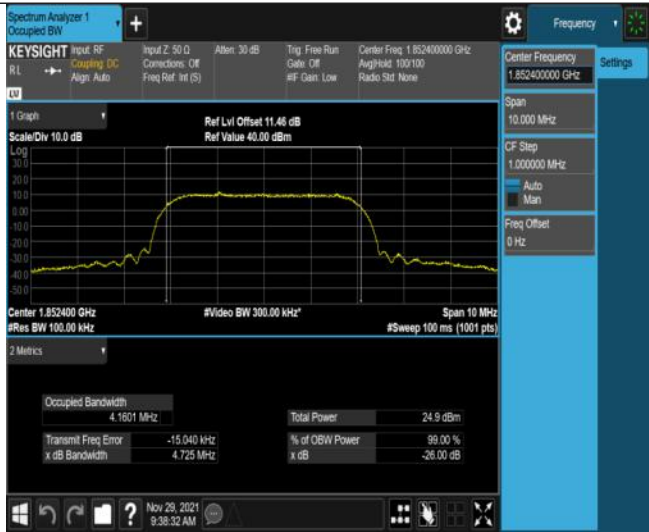 Spectrum Analyzer 1
Occupied BW
+
Frequency
KEYSIGHT Input: RF
Coupling: DC
Align: Auto
RL
LXI
Input Z: 50 Ω
Corrections: Off
Freq Ref: Int (S)
Atten: 30 dB
Trig: Free Run
Gate: Off
#IF Gain: Low
Center Freq: 1.852400000 GHz
Avg|Hold: 100/100
Radio Std: None
Center Frequency
1.852400000 GHz
Settings
Span
10.000 MHz
CF Step
1.000000 MHz
Auto
Man
Freq Offset
0 Hz
1 Graph
Scale/Div 10.0 dB
Ref Lvl Offset 11.46 dB
Ref Value 40.00 dBm
Log
30.0
20.0
10.0
0.00
-10.0
-20.0
-30.0
-40.0
-50.0
Center 1.852400 GHz
#Video BW 300.00 kHz*
Span 10 MHz
#Res BW 100.00 kHz
#Sweep 100 ms (1001 pts)
2 Metrics
Occupied Bandwidth
4.1601 MHz
Total Power 24.9 dBm
Transmit Freq Error -15.040 kHz
% of OBW Power 99.00 %
x dB Bandwidth 4.725 MHz
x dB -26.00 dB
?
Nov 29, 2021
9:38:32 AM